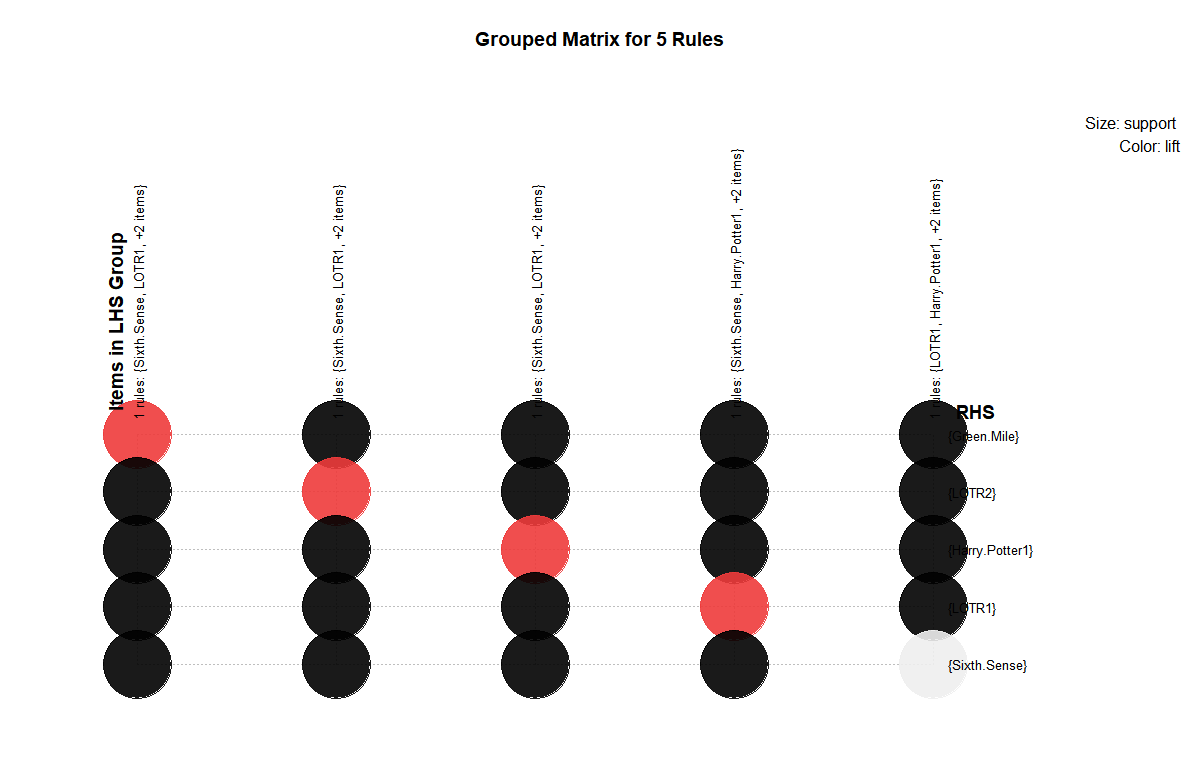 Grouped Matrix for 5 Rules
Size: support
Color: lift
Items in LHS Group
1 rules: {Sixth.Sense, LOTR1, +2 items}
1 rules: {Sixth.Sense, LOTR1, +2 items}
1 rules: {Sixth.Sense, LOTR1, +2 items}
1 rules: {Sixth.Sense, Harry.Potter1, +2 items}
1 rules: {LOTR1, Harry.Potter1, +2 items}
RHS
{Green.Mile}
{LOTR2}
{Harry.Potter1}
{LOTR1}
{Sixth.Sense}